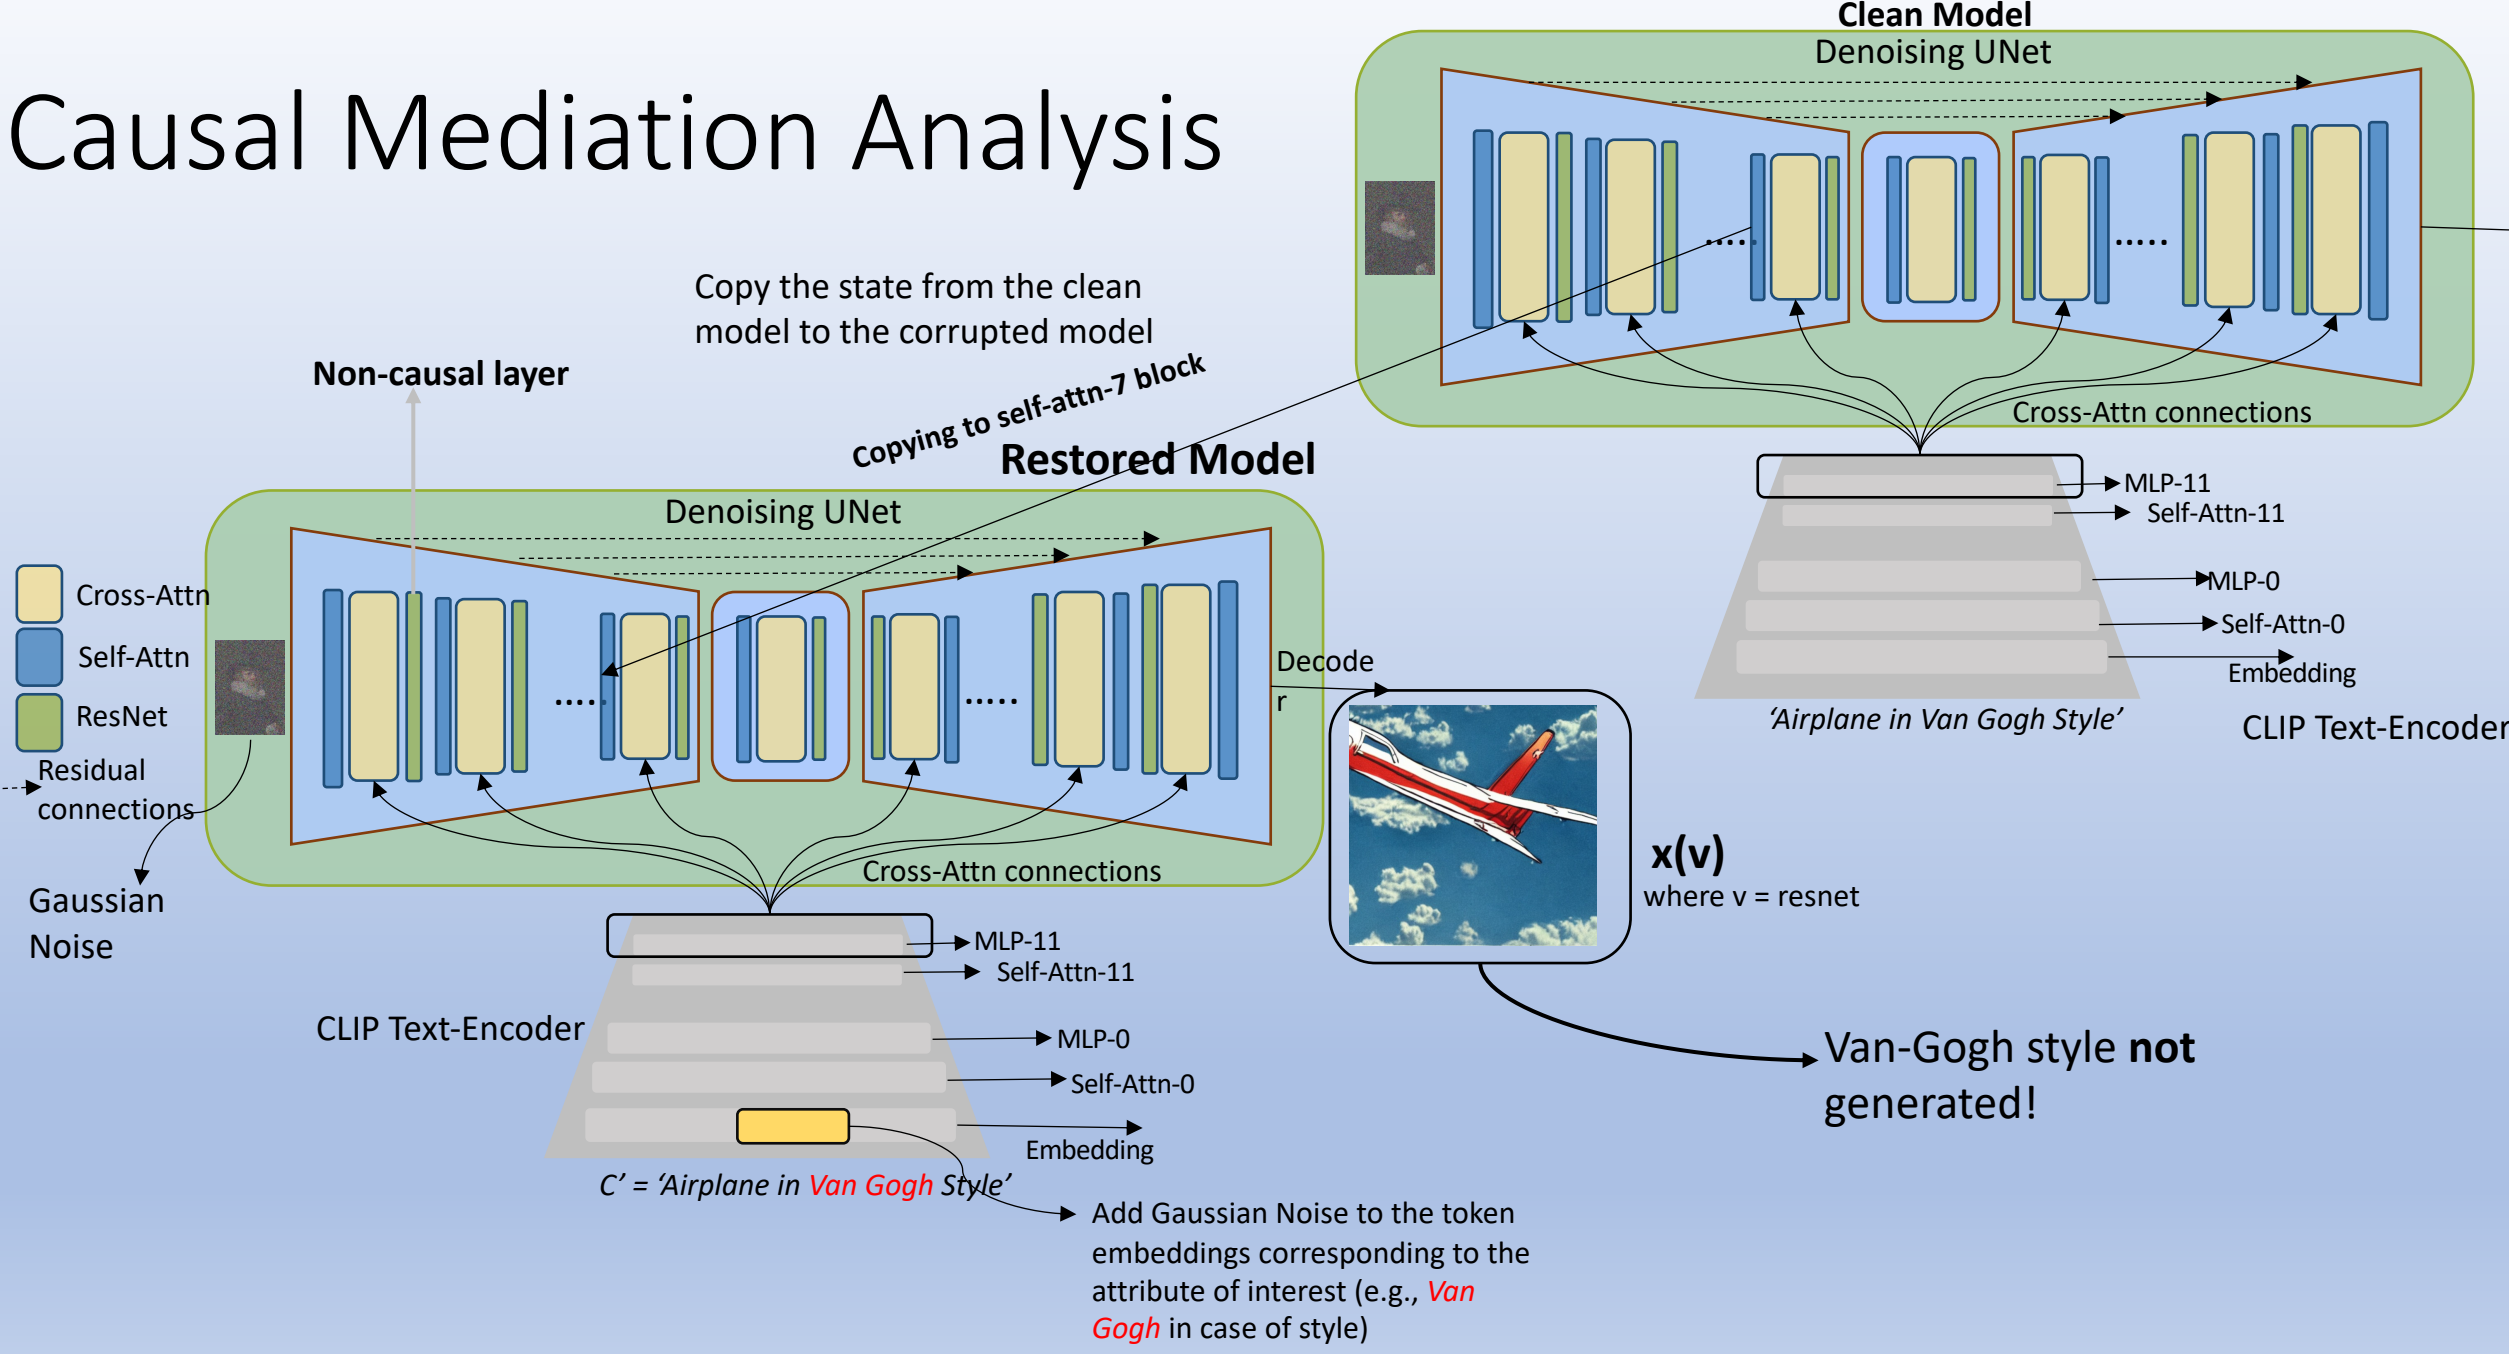 Causal Mediation Analysis
Clean Model
Denoising UNet
.....
.....
Cross-Attn connections
MLP-11
Self-Attn-11
MLP-0
Self-Attn-0
Embedding
‘Airplane in Van Gogh Style’
CLIP Text-Encoder
Copy the state from the clean
model to the corrupted model
Copying to self-attn-7 block
Non-causal layer
Restored Model
Denoising UNet
.....
.....
Cross-Attn
Self-Attn
ResNet
Residual
connections
Gaussian
Noise
Decode
r
Cross-Attn connections
MLP-11
Self-Attn-11
CLIP Text-Encoder
MLP-0
Self-Attn-0
Embedding
C’ = ‘Airplane in Van Gogh Style’
Add Gaussian Noise to the token
embeddings corresponding to the
attribute of interest (e.g., Van
Gogh in case of style)
x(v)
where v = resnet
Van-Gogh style not
generated!